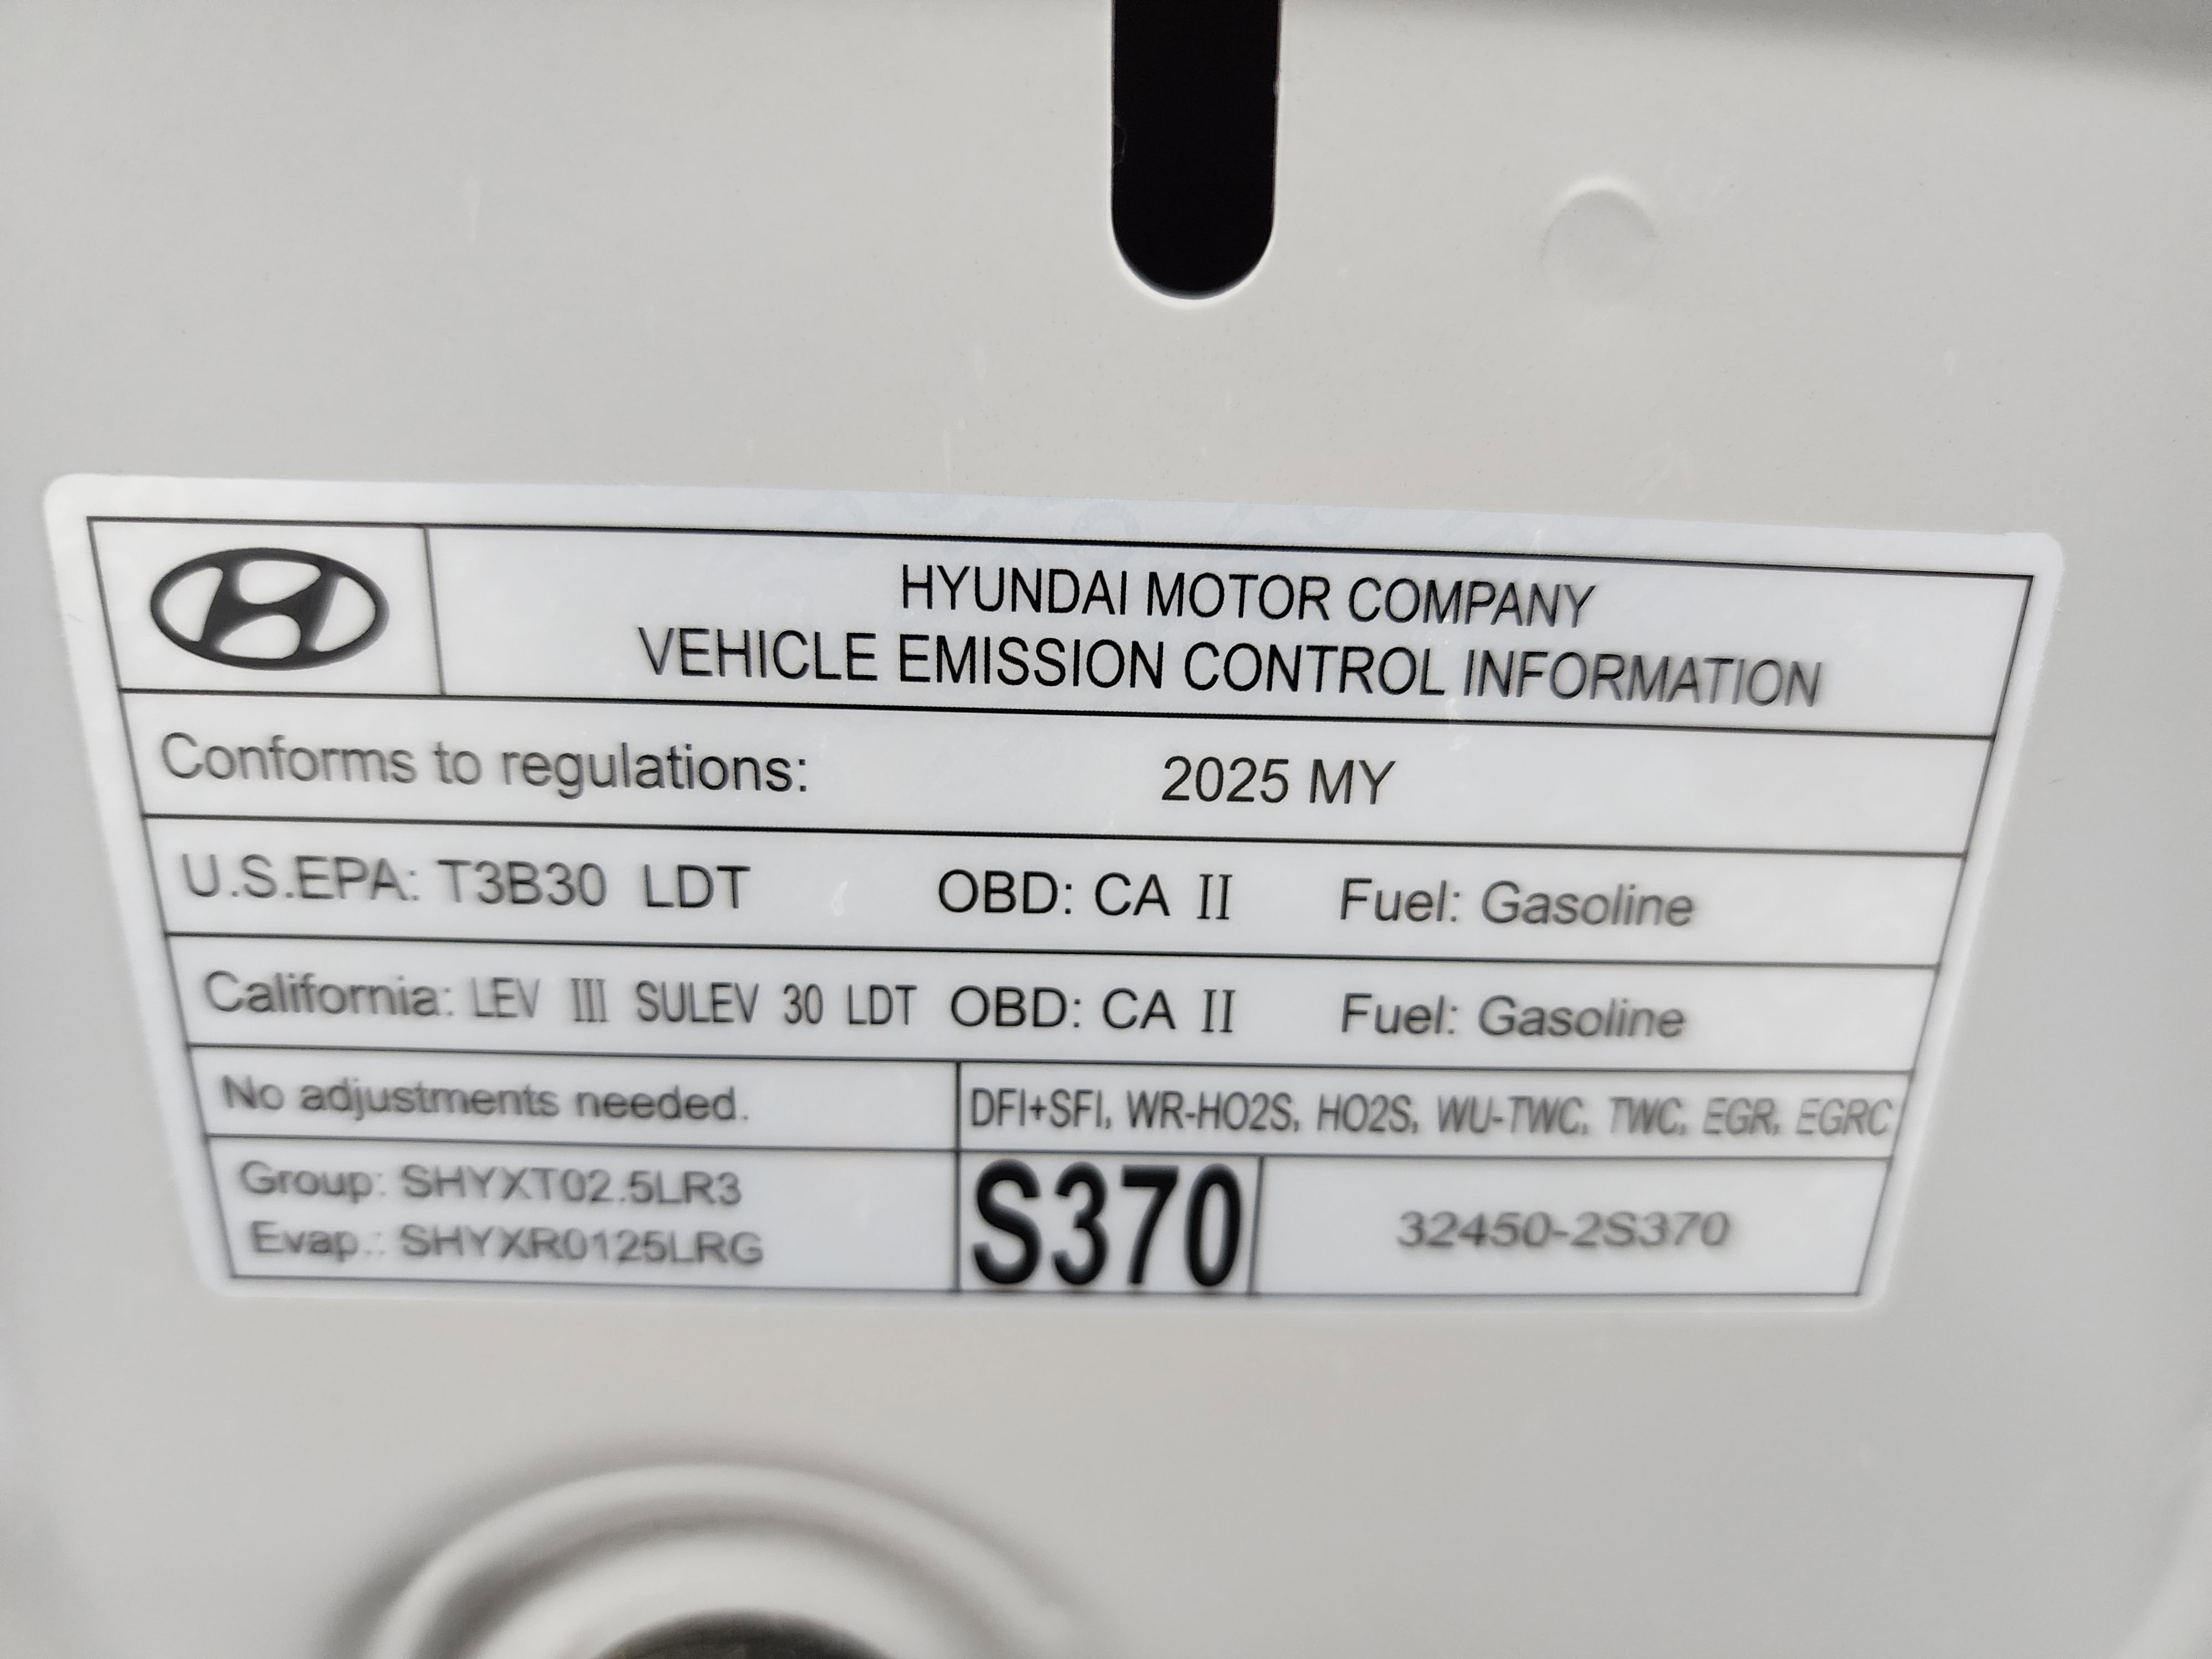 HYUNDAI MOTOR COMPANY
VEHICLE EMISSION CONTROL INFORMATION
Conforms to regulations: 2025 MY
U.S.EPA: T3B30 LDT OBD: CA II Fuel: Gasoline
California: LEV III SULEV 30 LDT OBD: CA II Fuel: Gasoline
No adjustments needed. DFI+SFI, WR-HO2S, HO2S, WU-TWC, TWC, EGR, EGRC
Group: SHYXT02.5LR3
Evap.: SHYXR0125LRG
S370
32450-2S370